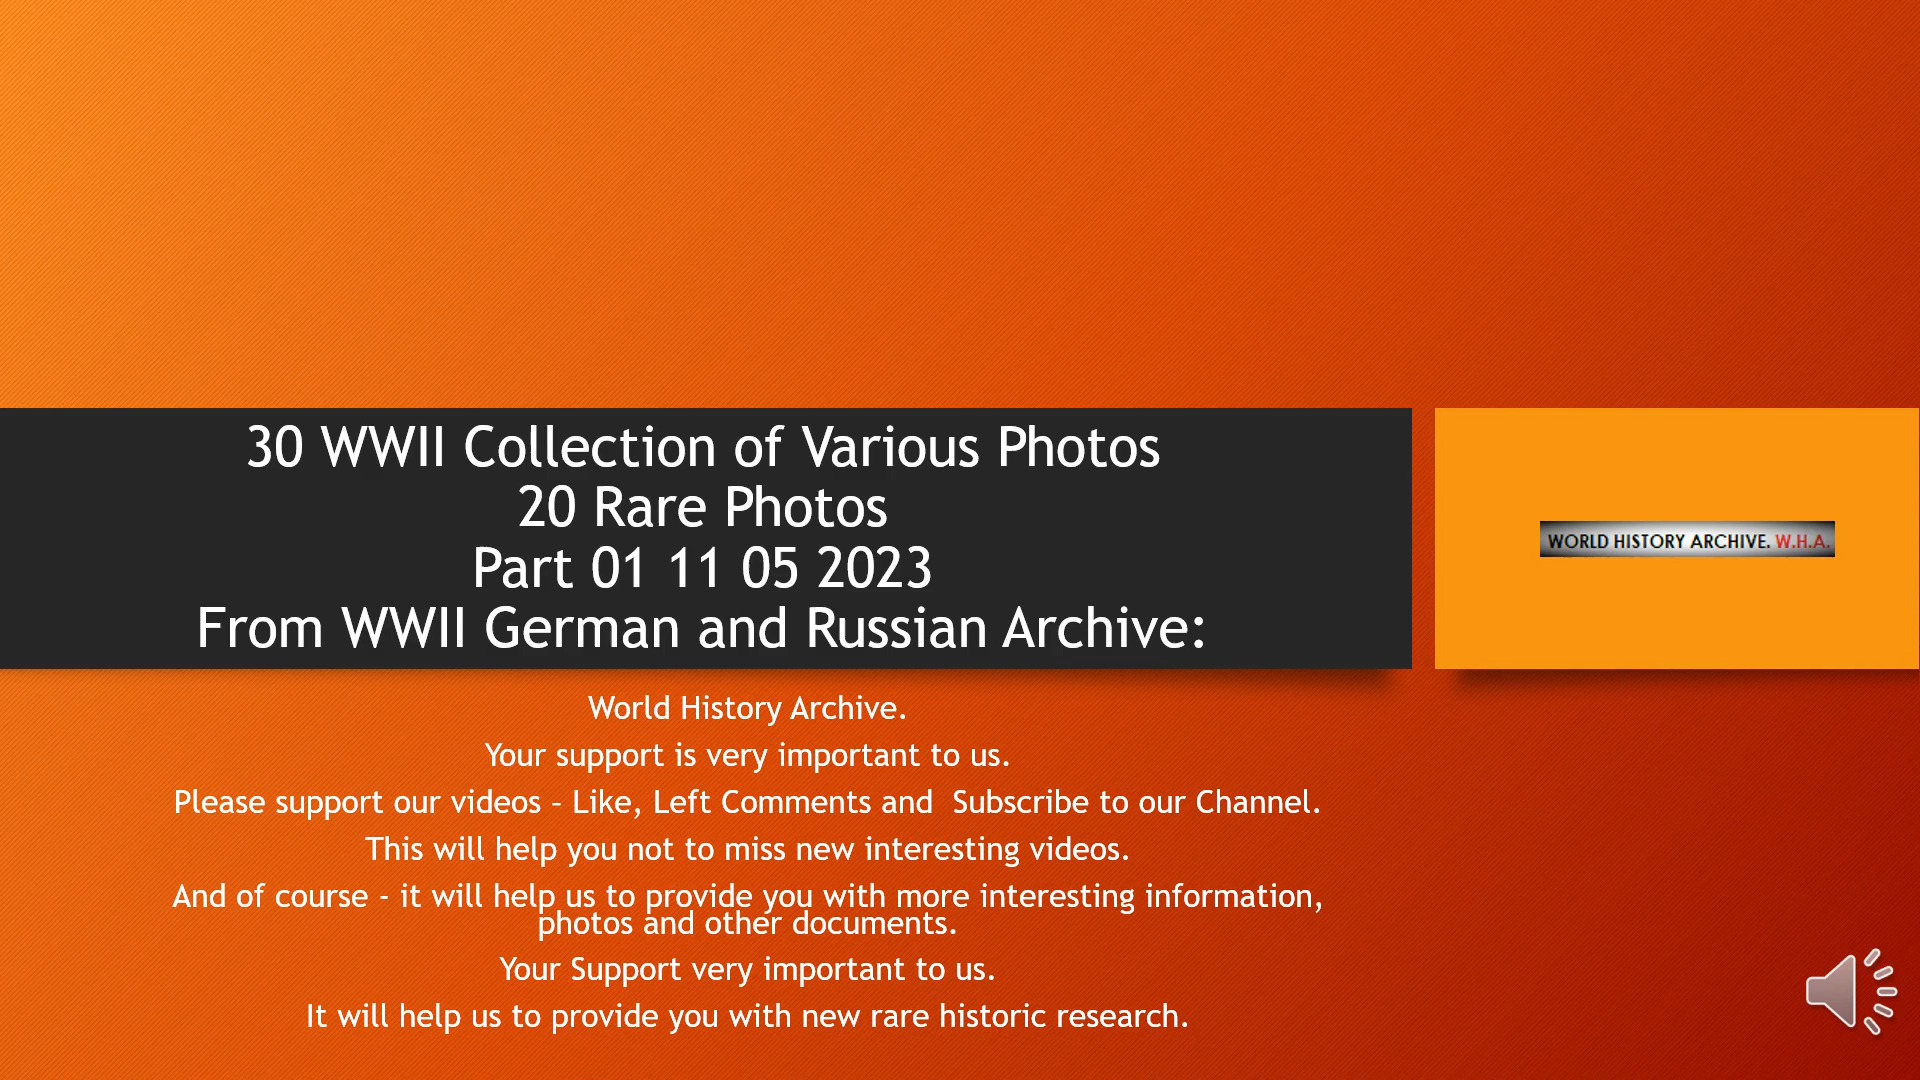 30 WWII Collection of Various Photos
20 Rare Photos
Part 01 11 05 2023
From WWII German and Russian Archive:
WORLD HISTORY ARCHIVE. W.H.A.
World History Archive.
Your support is very important to us.
Please support our videos – Like, Left Comments and  Subscribe to our Channel.
This will help you not to miss new interesting videos.
And of course - it will help us to provide you with more interesting information,
photos and other documents.
Your Support very important to us.
It will help us to provide you with new rare historic research.